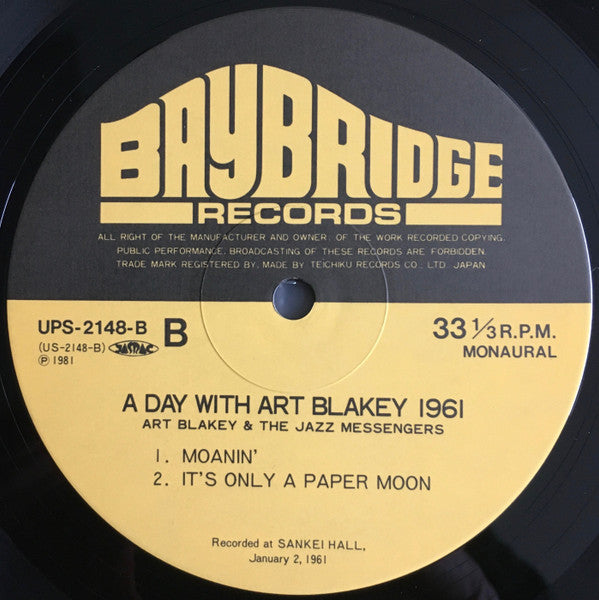 BAYBRIDGE
RECORDS
ALL RIGHT OF THE MANUFACTURER AND OWNER, OF THE WORK RECORDED COPYING.
PUBLIC PERFORMANCE, BROADCASTING OF THESE RECORDS ARE FORBIDDEN.
TRADE MARK REGISTERED BY, MADE BY TEICHIKU RECORDS CO., LTD. JAPAN
UPS-2148-B B 33 1/3 R.P.M.
(US-2148-B) JASRAC MONAURAL
Ⓟ 1981
A DAY WITH ART BLAKEY 1961
ART BLAKEY & THE JAZZ MESSENGERS
1. MOANIN'
2. IT'S ONLY A PAPER MOON
Recorded at SANKEI HALL,
January 2, 1961